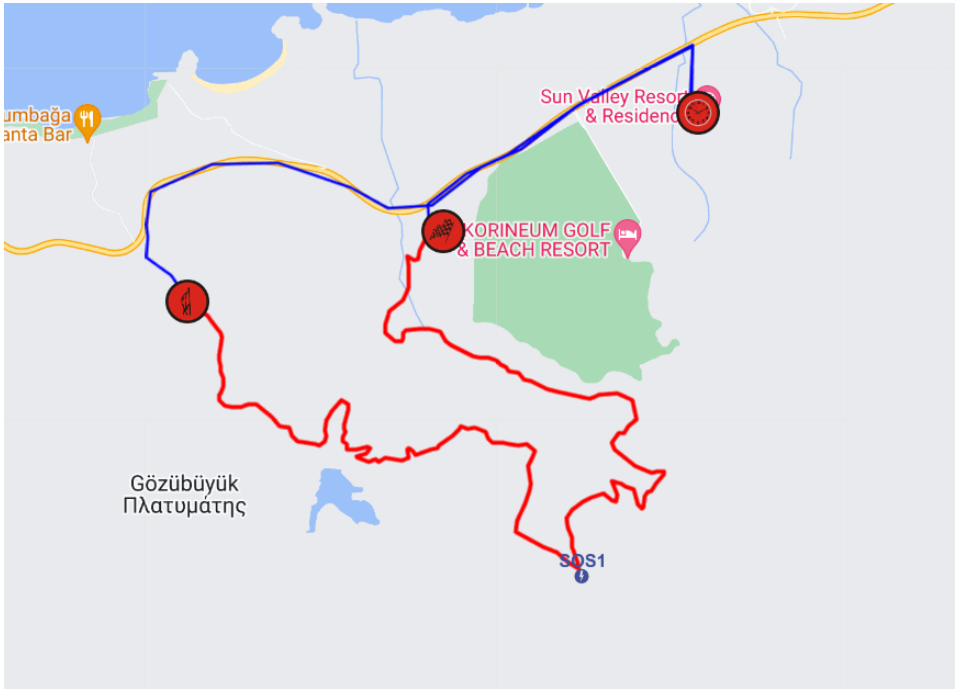 umbağa
anta Bar
Sun Valley Resort
& Residenc
KORINEUM GOLF
& BEACH RESORT
Gözübüyük
Πλατυμάτης
SOS1